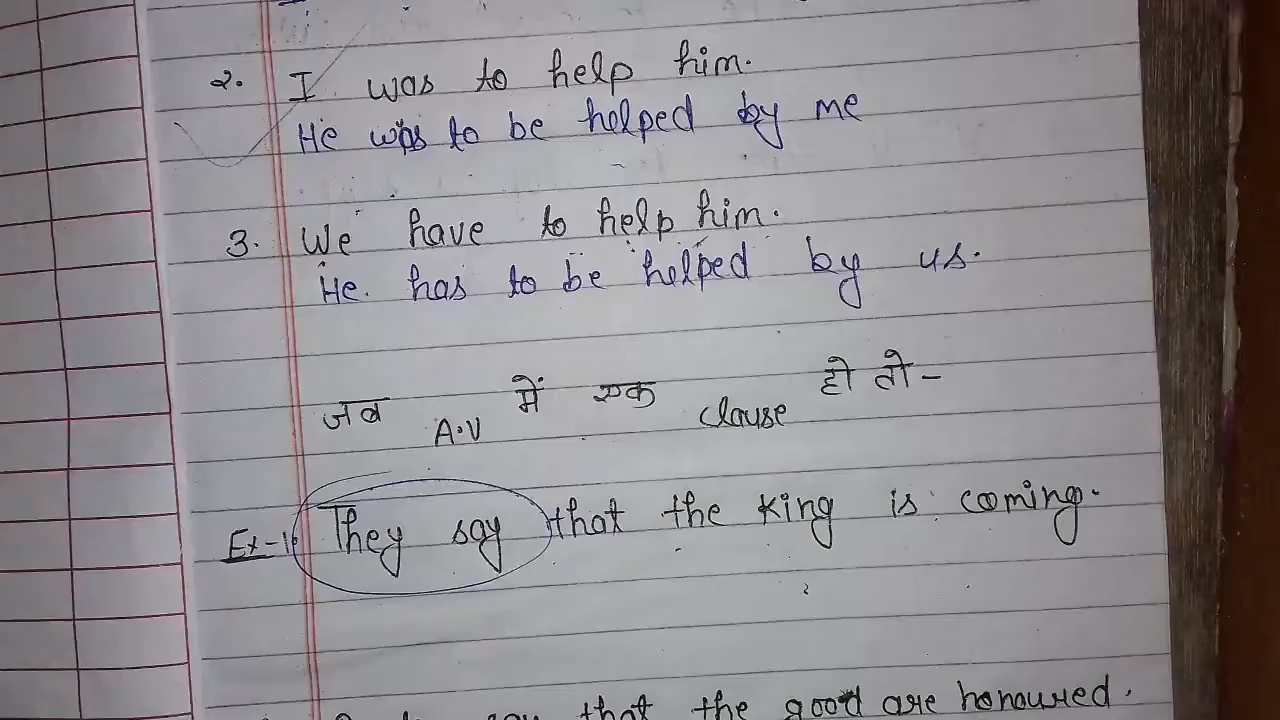 2. I was to help him.
He was to be helped by me
3. We have to help him.
He. has to be helped by us.
जब A.V में एक clause हो तो-
Ex-1 They say that the king is coming.
say that the good are honoured.